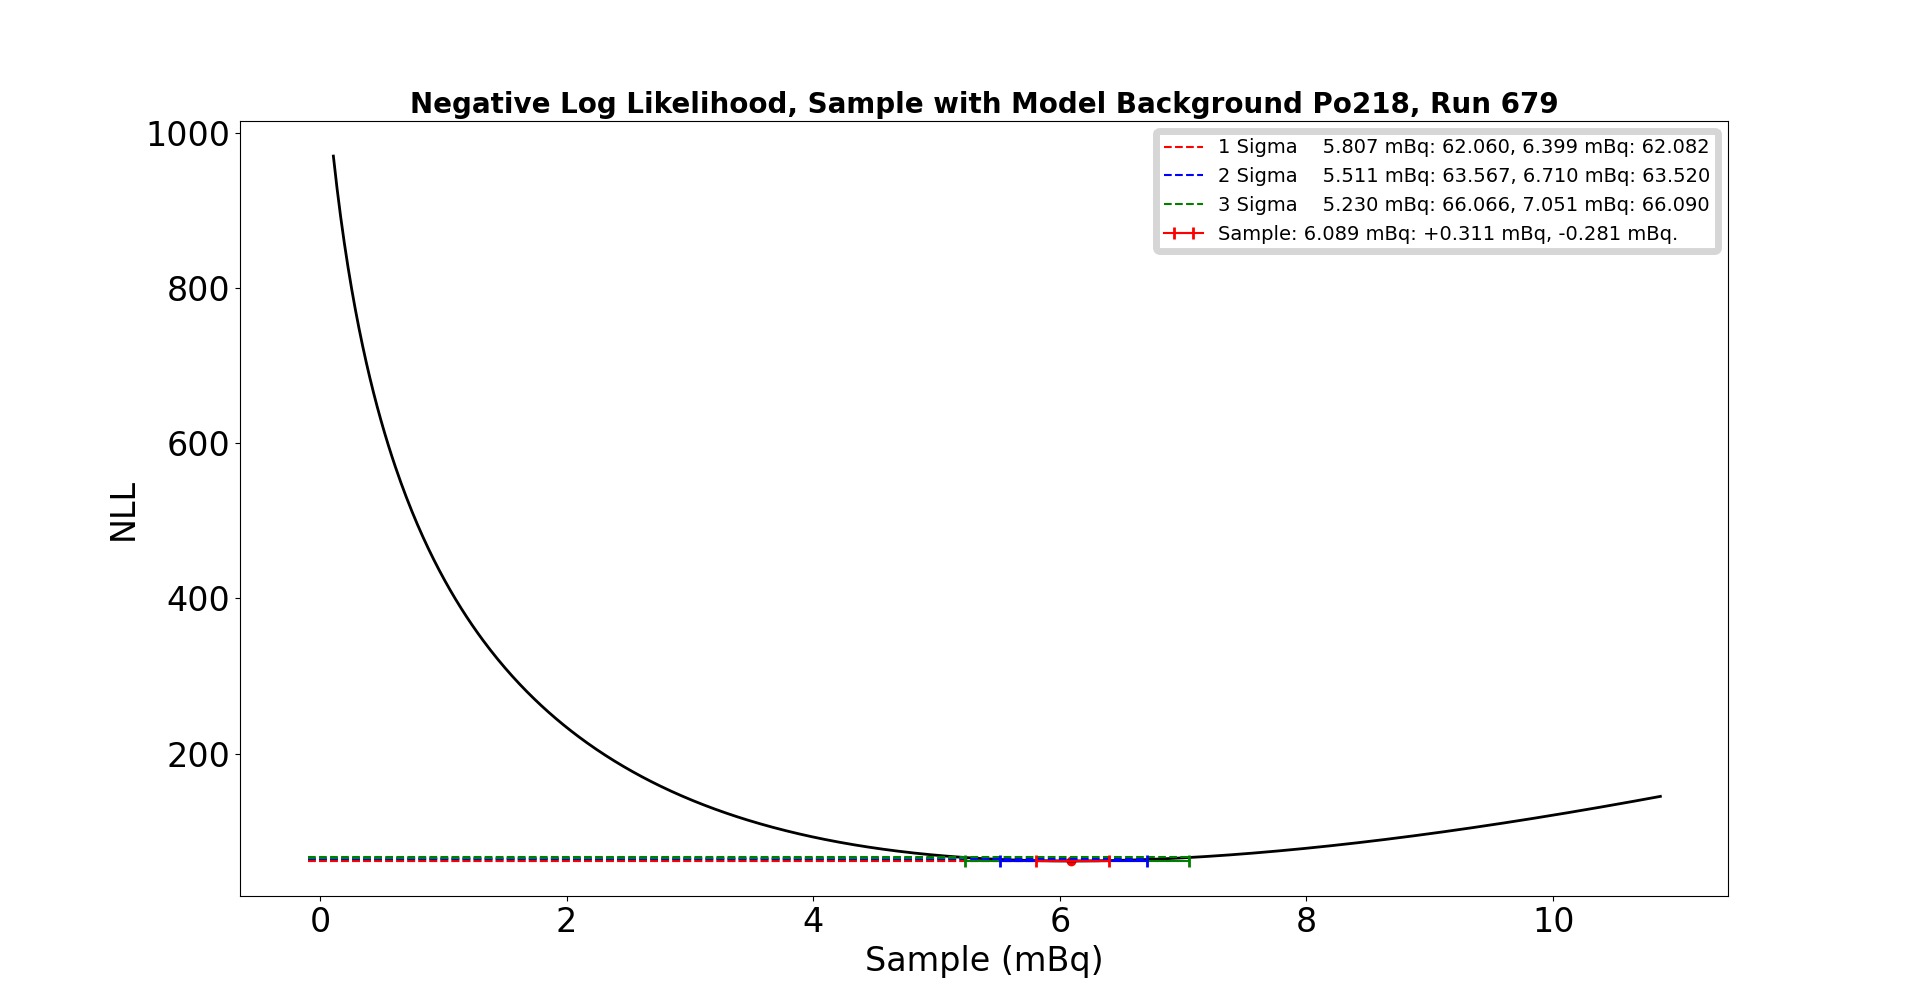 Negative Log Likelihood, Sample with Model Background Po218, Run 679
1000
800
600
400
200
NLL
1 Sigma    5.807 mBq: 62.060, 6.399 mBq: 62.082
2 Sigma    5.511 mBq: 63.567, 6.710 mBq: 63.520
3 Sigma    5.230 mBq: 66.066, 7.051 mBq: 66.090
Sample: 6.089 mBq: +0.311 mBq, -0.281 mBq.
0 2 4 6 8 10
Sample (mBq)